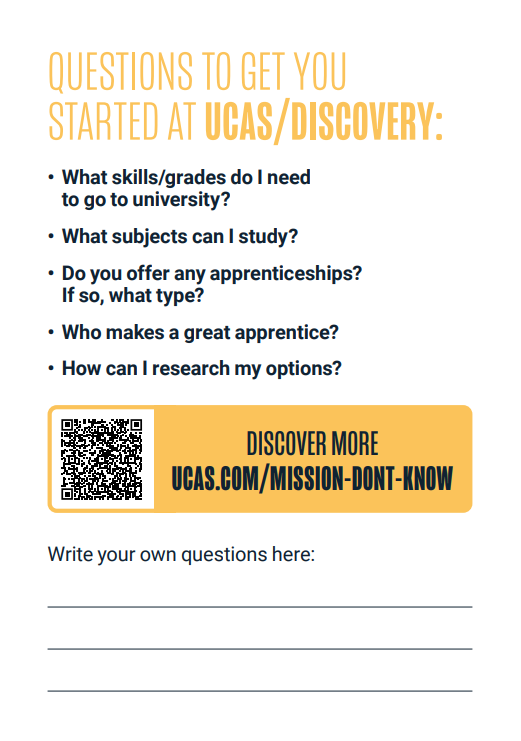 QUESTIONS TO GET YOU
STARTED AT UCAS/DISCOVERY:
• What skills/grades do I need
to go to university?
• What subjects can I study?
• Do you offer any apprenticeships?
If so, what type?
• Who makes a great apprentice?
• How can I research my options?
DISCOVER MORE
UCAS.COM/MISSION-DONT-KNOW
Write your own questions here: